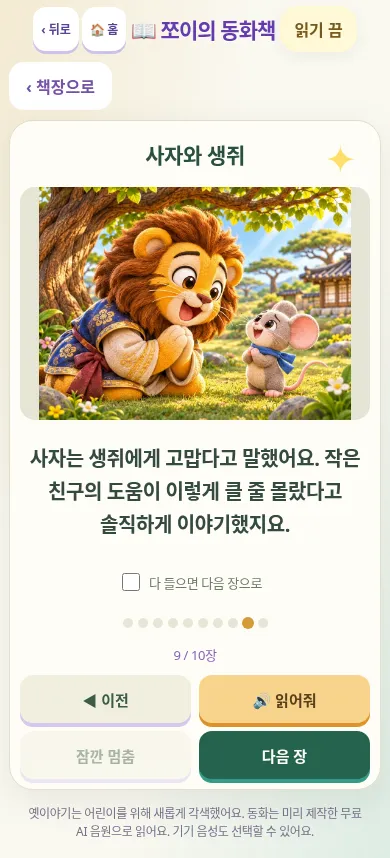 ‹ 뒤로
🏠 홈
📖 쪼이의 동화책
읽기 끝
‹ 책장으로
사자와 생쥐
사자는 생쥐에게 고맙다고 말했어요. 작은
친구의 도움이 이렇게 클 줄 몰랐다고
솔직하게 이야기했지요.
다 들으면 다음 장으로
9 / 10장
◀ 이전
🔊 읽어줘
잠깐 멈춤
다음 장
옛이야기는 어린이를 위해 새롭게 각색했어요. 동화는 미리 제작한 무료
AI 음원으로 읽어요. 기기 음성도 선택할 수 있어요.